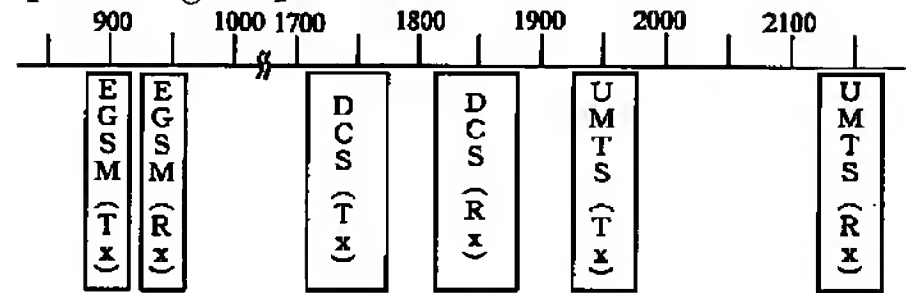 900 1000 1700 1800 1900 2000 2100
EGSM (Tx)
EGSM (Rx)
DCS (Tx)
DCS (Rx)
UMTS (Tx)
UMTS (Rx)